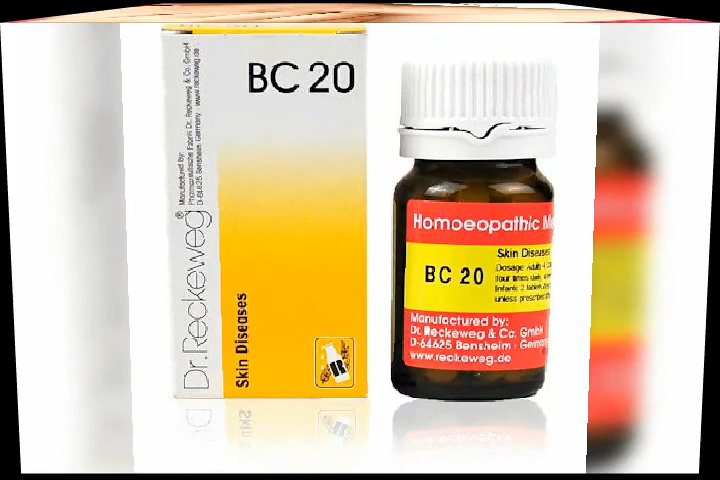 BC 20
Dr. Reckeweg®
Manufactured by:
Pharmazeutische Fabrik Dr. Reckeweg & Co. GmbH
D-64625 Bensheim, Germany - www.reckeweg.de
Skin Diseases
Homoeopathic Me
Skin Diseases
BC 20
Dosage: Adults 4
four times daily,
Infants 2
unless prescribed
Manufactured by:
Dr. Reckeweg & Co. GmbH
D-64625 Bensheim - Germany
www.reckeweg.de